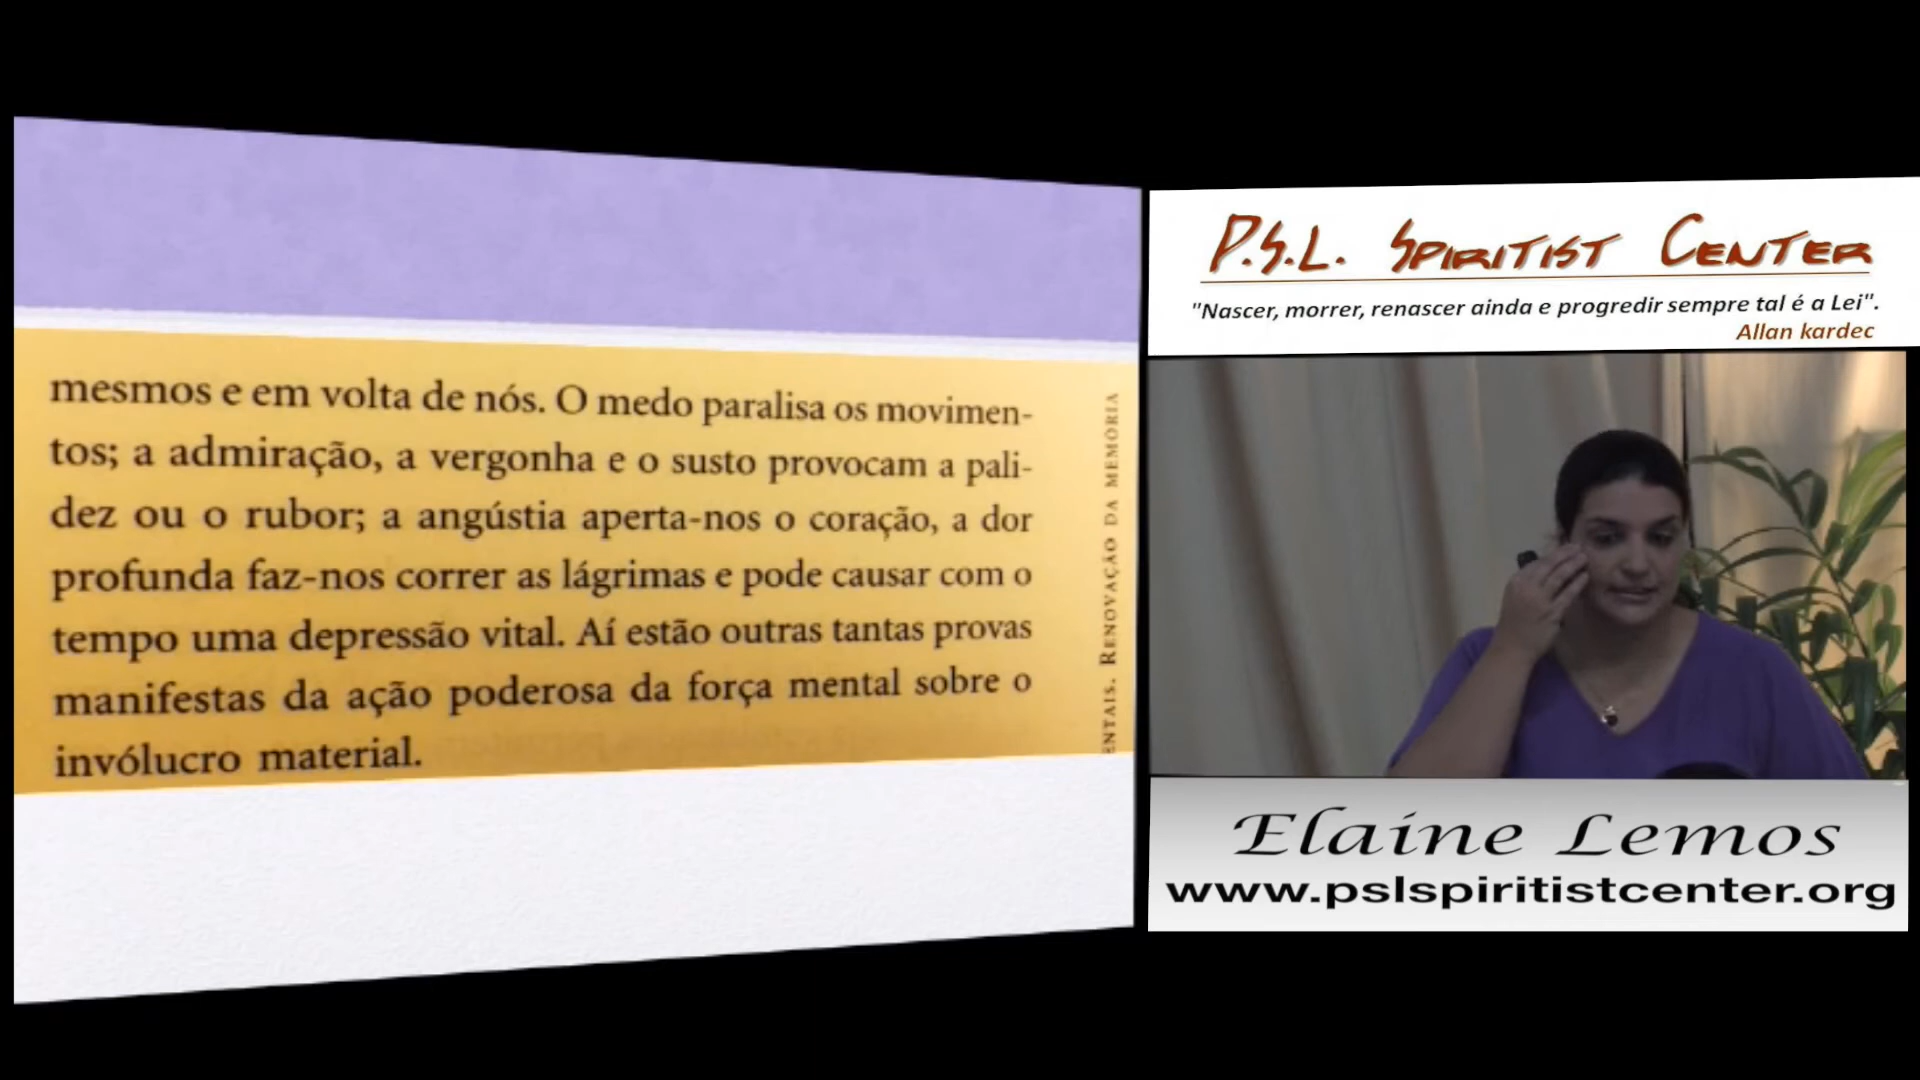 mesmos e em volta de nós. O medo paralisa os movimen-
tos; a admiração, a vergonha e o susto provocam a pali-
dez ou o rubor; a angústia aperta-nos o coração, a dor
profunda faz-nos correr as lágrimas e pode causar com o
tempo uma depressão vital. Aí estão outras tantas provas
manifestas da ação poderosa da força mental sobre o
invólucro material.
ENTAIS. RENOVAÇÃO DA MEMÓRIA
P.S.L. SPIRITIST CENTER
"Nascer, morrer, renascer ainda e progredir sempre tal é a Lei".
Allan kardec
Elaine Lemos
www.pslspiritistcenter.org